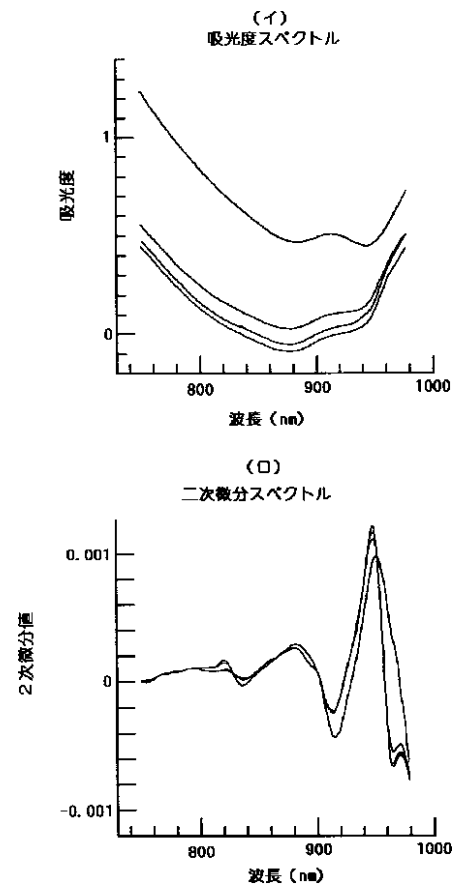 (イ)
吸光度スペクトル
1
0
吸光度
800
900
1000
波長 (nm)
(ロ)
二次微分スペクトル
0.001
0
-0.001
2次微分値
800
900
1000
波長 (nm)